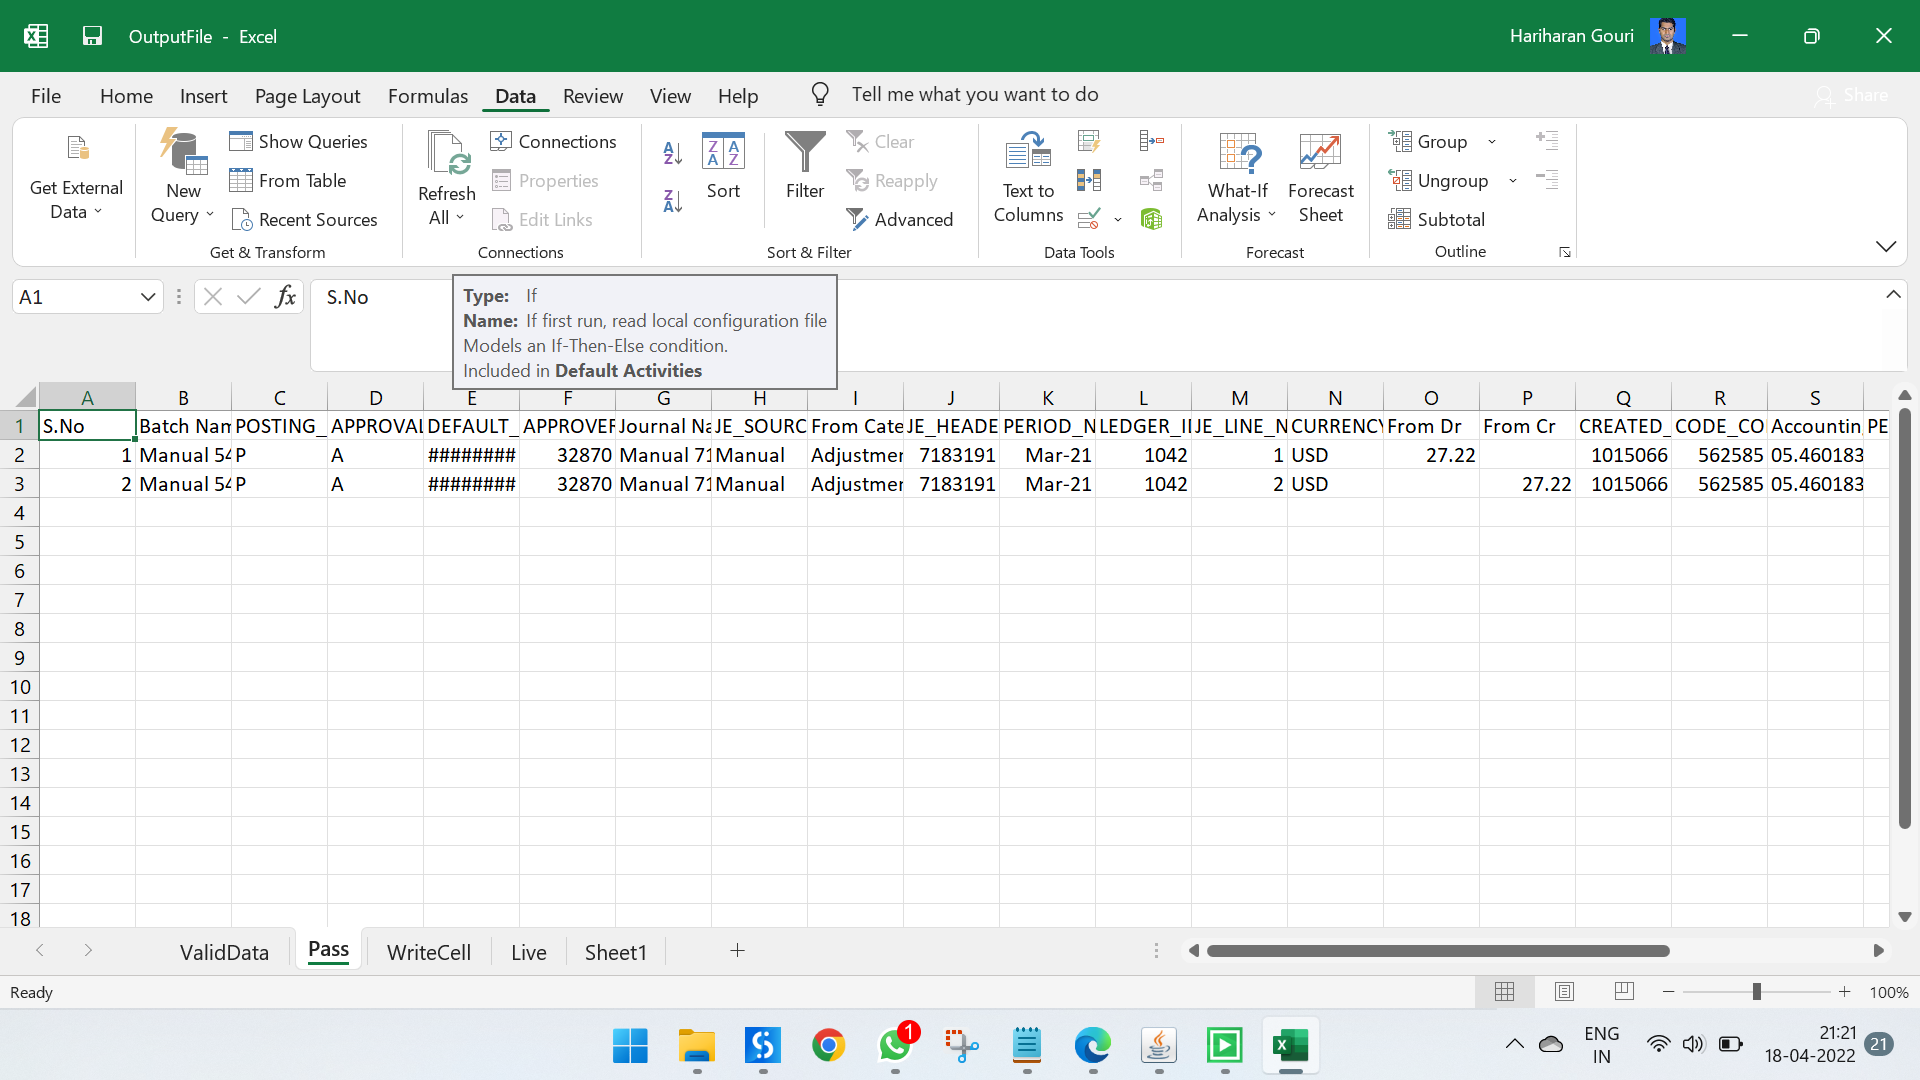 OutputFile - Excel
Hariharan Gouri
File Home Insert Page Layout Formulas Data Review View Help Tell me what you want to do Share
Get External Data
New Query
Show Queries
From Table
Recent Sources
Get & Transform
Refresh All
Connections
Properties
Edit Links
Connections
Sort
Filter
Clear
Reapply
Advanced
Sort & Filter
Text to Columns
Data Tools
What-If Analysis
Forecast Sheet
Forecast
Group
Ungroup
Subtotal
Outline
A1 fx S.No
Type: If
Name: If first run, read local configuration file
Models an If-Then-Else condition.
Included in Default Activities
A B C D E F G H I J K L M N O P Q R S
1 S.No Batch Nam POSTING_ APPROVAL DEFAULT_ APPROVER Journal Na JE_SOURC From Cate JE_HEADE PERIOD_N LEDGER_I JE_LINE_N CURRENCY From Dr From Cr CREATED_ CODE_CO Accountin PE
2 1 Manual 54 P A ######## 32870 Manual 71 Manual Adjustmer 7183191 Mar-21 1042 1 USD 27.22 1015066 562585 05.460183
3 2 Manual 54 P A ######## 32870 Manual 71 Manual Adjustmer 7183191 Mar-21 1042 2 USD 27.22 1015066 562585 05.460183
4
5
6
7
8
9
10
11
12
13
14
15
16
17
18
ValidData Pass WriteCell Live Sheet1
Ready
100%
1
ENG
IN
21:21
18-04-2022
21